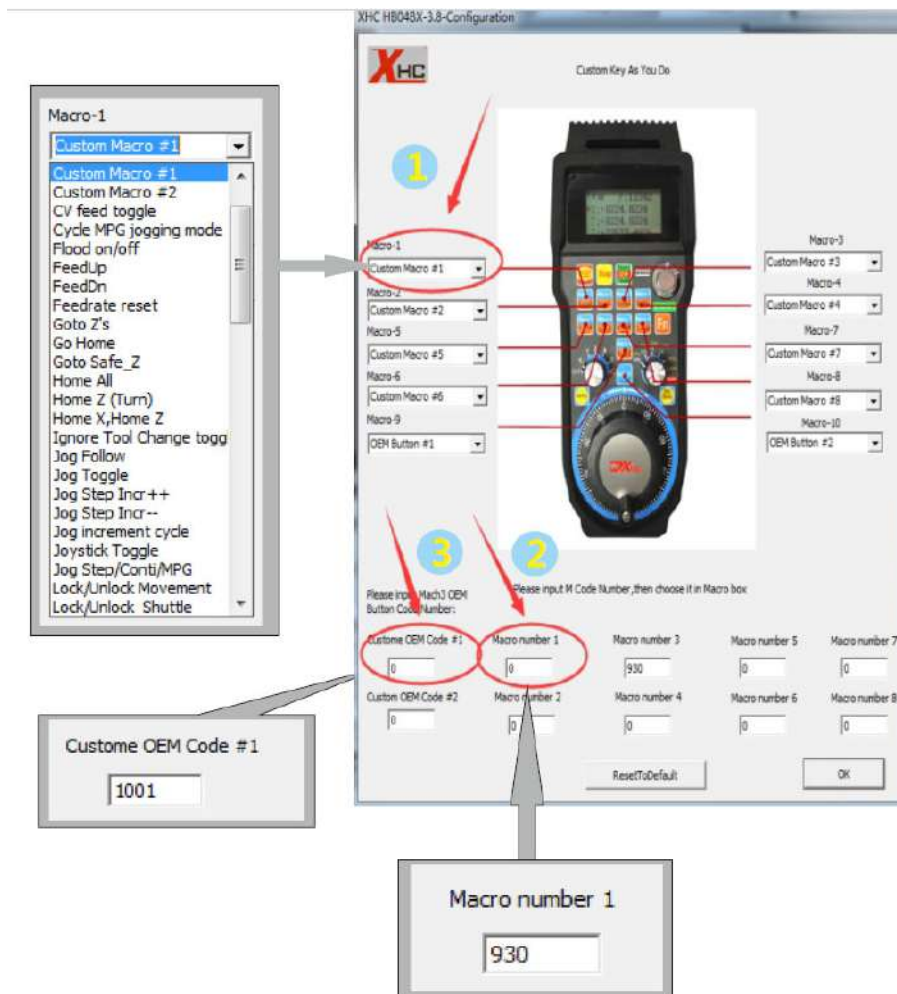 XHC HB04BX-3.8-Configuration
XHC
Custom Key As You Do
Macro-1
Custom Macro #1
Custom Macro #1
Custom Macro #2
CV feed toggle
Cycle MPG jogging mode
Flood on/off
FeedUp
FeedDn
Feedrate reset
Goto Z's
Go Home
Goto Safe_Z
Home All
Home Z (Turn)
Home X,Home Z
Ignore Tool Change togg
Jog Follow
Jog Toggle
Jog Step Incr++
Jog Step Incr--
Jog increment cycle
Joystick Toggle
Jog Step/Conti/MPG
Lock/Unlock Movement
Lock/Unlock Shuttle
1
Macro-1
Custom Macro #1
Macro-2
Custom Macro #2
Macro-5
Custom Macro #5
Macro-6
Custom Macro #6
Macro-9
OEM Button #1
Macro-3
Custom Macro #3
Macro-4
Custom Macro #4
Macro-7
Custom Macro #7
Macro-8
Custom Macro #8
Macro-10
OEM Button #2
3
2
Please input Mach3 OEM
Button Code Number:
Please input M Code Number,then choose it in Macro box
Custome OEM Code #1
Macro number 1
Macro number 3
Macro number 5
Macro number 7
0
0
930
0
0
Custom OEM Code #2
Macro number 2
Macro number 4
Macro number 6
Macro number 8
0
0
0
0
0
ResetToDefault
OK
Custome OEM Code #1
1001
Macro number 1
930